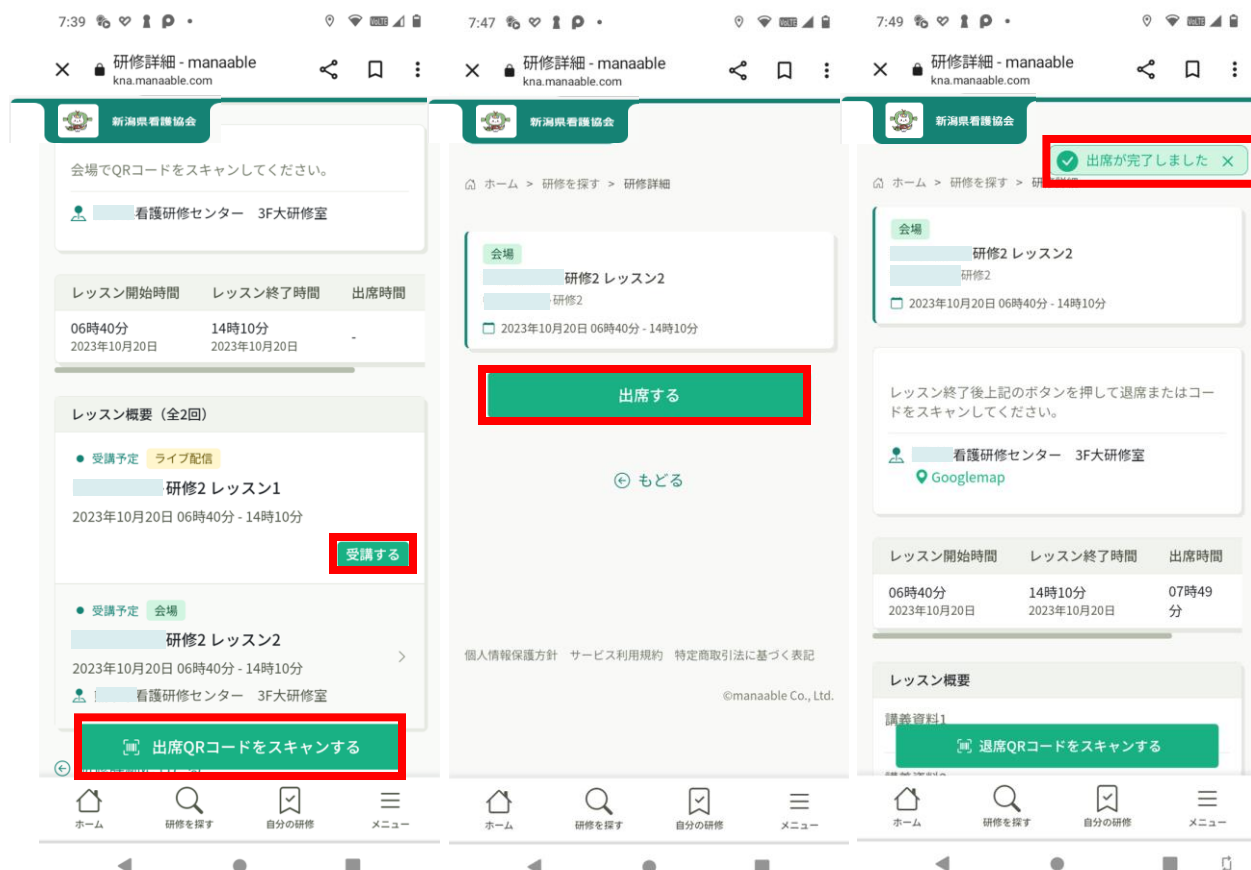 7:39
研修詳細 - manaable
kna.manaable.com
新潟県看護協会
会場でQRコードをスキャンしてください。
看護研修センター 3F大研修室
レッスン開始時間 レッスン終了時間 出席時間
06時40分 14時10分 -
2023年10月20日 2023年10月20日
レッスン概要（全2回）
受講予定 ライブ配信
研修2 レッスン1
2023年10月20日 06時40分 - 14時10分
受講する
受講予定 会場
研修2 レッスン2
2023年10月20日 06時40分 - 14時10分
看護研修センター 3F大研修室
出席QRコードをスキャンする
ホーム 研修を探す 自分の研修 メニュー
7:47
研修詳細 - manaable
kna.manaable.com
新潟県看護協会
ホーム > 研修を探す > 研修詳細
会場
研修2 レッスン2
研修2
2023年10月20日 06時40分 - 14時10分
出席する
もどる
個人情報保護方針 サービス利用規約 特定商取引法に基づく表記
©manaable Co., Ltd.
ホーム 研修を探す 自分の研修 メニュー
7:49
研修詳細 - manaable
kna.manaable.com
新潟県看護協会
出席が完了しました ×
ホーム > 研修を探す > 研修詳細
会場
研修2 レッスン2
研修2
2023年10月20日 06時40分 - 14時10分
レッスン終了後上記のボタンを押して退席またはコー
ドをスキャンしてください。
看護研修センター 3F大研修室
Googlemap
レッスン開始時間 レッスン終了時間 出席時間
06時40分 14時10分 07時49
2023年10月20日 2023年10月20日 分
レッスン概要
講義資料1
退席QRコードをスキャンする
ホーム 研修を探す 自分の研修 メニュー